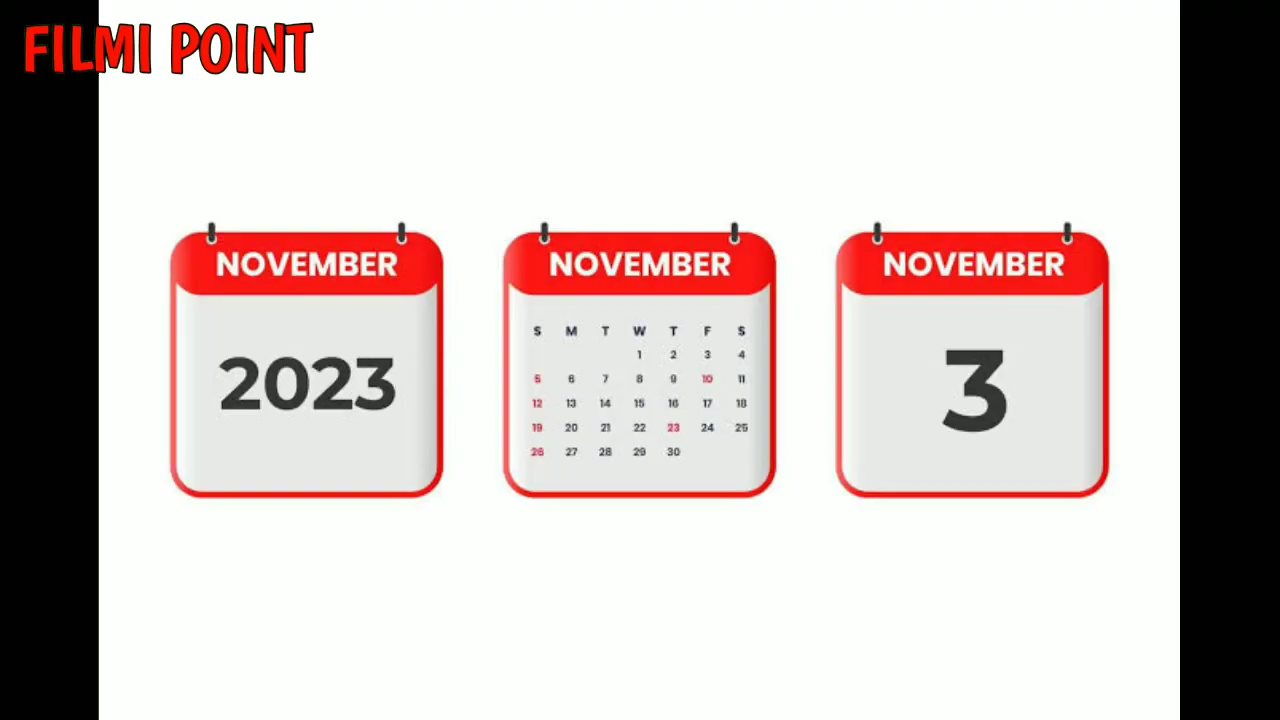 FILMI POINT
NOVEMBER
2023
NOVEMBER
S M T W T F S
1 2 3 4
5 6 7 8 9 10 11
12 13 14 15 16 17 18
19 20 21 22 23 24 25
26 27 28 29 30
NOVEMBER
3